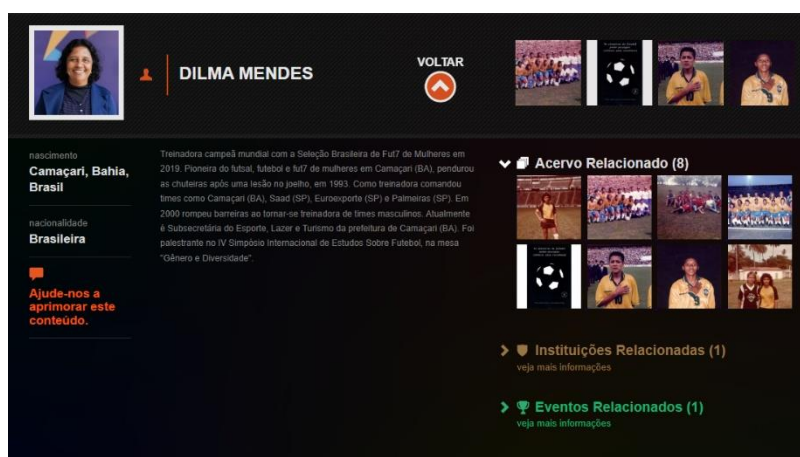 DILMA MENDES
VOLTAR
nascimento
Camaçari, Bahia,
Brasil
nacionalidade
Brasileira
Ajude-nos a
aprimorar este
conteúdo.
Treinadora campeã mundial com a Seleção Brasileira de Fut7 de Mulheres em
2019. Pioneira do futsal, futebol e fut7 de mulheres em Camaçari (BA), pendurou
as chuteiras após uma lesão no joelho, em 1993. Como treinadora comandou
times como Camaçari (BA), Saad (SP), Euroexporte (SP) e Palmeiras (SP). Em
2000 rompeu barreiras ao tornar-se treinadora de times masculinos. Atualmente
é Subsecretária do Esporte, Lazer e Turismo da prefeitura de Camaçari (BA). Foi
palestrante no IV Simpósio Internacional de Estudos Sobre Futebol, na mesa
"Gênero e Diversidade".
Acervo Relacionado (8)
Instituições Relacionadas (1)
veja mais informações
Eventos Relacionados (1)
veja mais informações